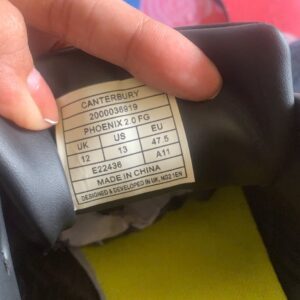 CANTERBURY
2000036919
PHOENIX 2.0 FG
UK US EU
12 13 47.5
E22436 A11
MADE IN CHINA
DESIGNED & DEVELOPED IN UK, NG2 1EN